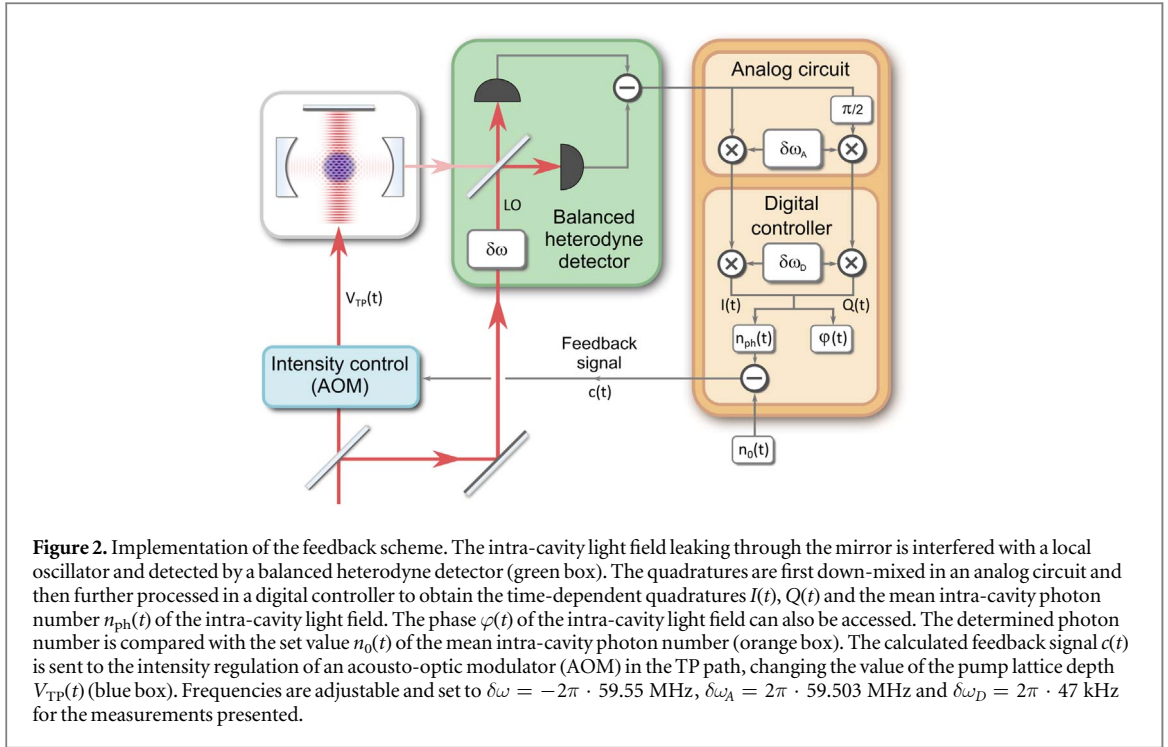 Analog circuit
π/2
δω_A
LO
Balanced
heterodyne
detector
δω
Digital
controller
δω_D
I(t)
Q(t)
n_ph(t)
φ(t)
V_TP(t)
Intensity control
(AOM)
Feedback
signal
c(t)
n_0(t)
Figure 2. Implementation of the feedback scheme. The intra-cavity light field leaking through the mirror is interfered with a local
oscillator and detected by a balanced heterodyne detector (green box). The quadratures are first down-mixed in an analog circuit and
then further processed in a digital controller to obtain the time-dependent quadratures I(t), Q(t) and the mean intra-cavity photon
number n_ph(t) of the intra-cavity light field. The phase φ(t) of the intra-cavity light field can also be accessed. The determined photon
number is compared with the set value n_0(t) of the mean intra-cavity photon number (orange box). The calculated feedback signal c(t)
is sent to the intensity regulation of an acousto-optic modulator (AOM) in the TP path, changing the value of the pump lattice depth
V_TP(t) (blue box). Frequencies are adjustable and set to δω = −2π · 59.55 MHz, δω_A = 2π · 59.503 MHz and δω_D = 2π · 47 kHz
for the measurements presented.